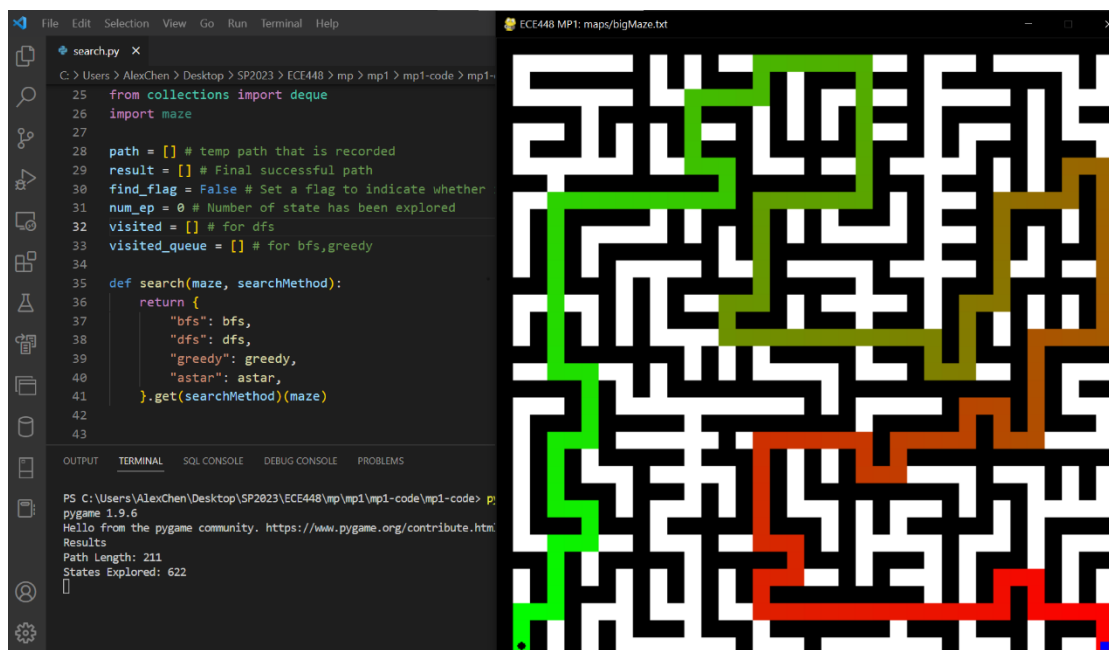 File Edit Selection View Go Run Terminal Help
ECE448 MP1: maps/bigMaze.txt
search.py
C: > Users > AlexChen > Desktop > SP2023 > ECE448 > mp > mp1 > mp1-code > mp1-
25 from collections import deque
26 import maze
27
28 path = [] # temp path that is recorded
29 result = [] # Final successful path
30 find_flag = False # Set a flag to indicate whether
31 num_ep = 0 # Number of state has been explored
32 visited = [] # for dfs
33 visited_queue = [] # for bfs,greedy
34
35 def search(maze, searchMethod):
36 return {
37 "bfs": bfs,
38 "dfs": dfs,
39 "greedy": greedy,
40 "astar": astar,
41 }.get(searchMethod)(maze)
42
43
OUTPUT TERMINAL SQL CONSOLE DEBUG CONSOLE PROBLEMS
PS C:\Users\AlexChen\Desktop\SP2023\ECE448\mp\mp1\mp1-code\mp1-code> py
pygame 1.9.6
Hello from the pygame community. https://www.pygame.org/contribute.html
Results
Path Length: 211
States Explored: 622